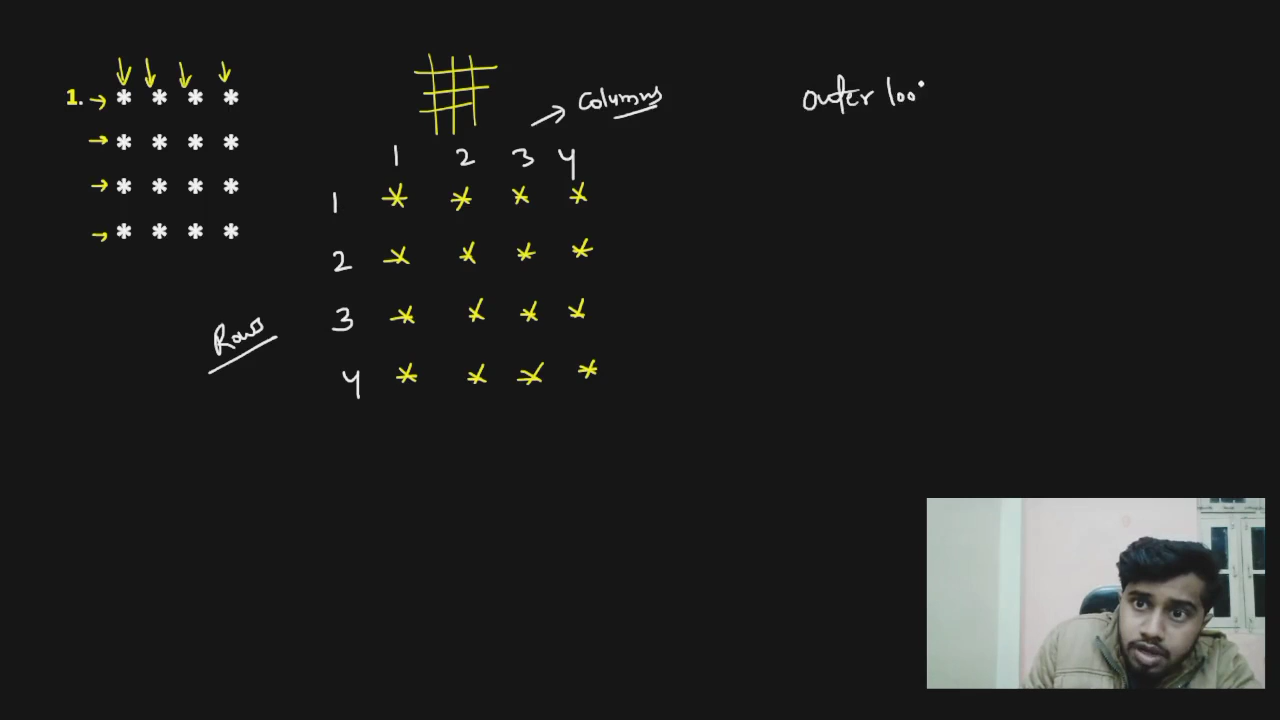 1. * * * *
* * * *
* * * *
* * * *
Columns
outer loo
1 2 3 4
1 * * * *
2 * * * *
3 * * * *
4 * * * *
Rows